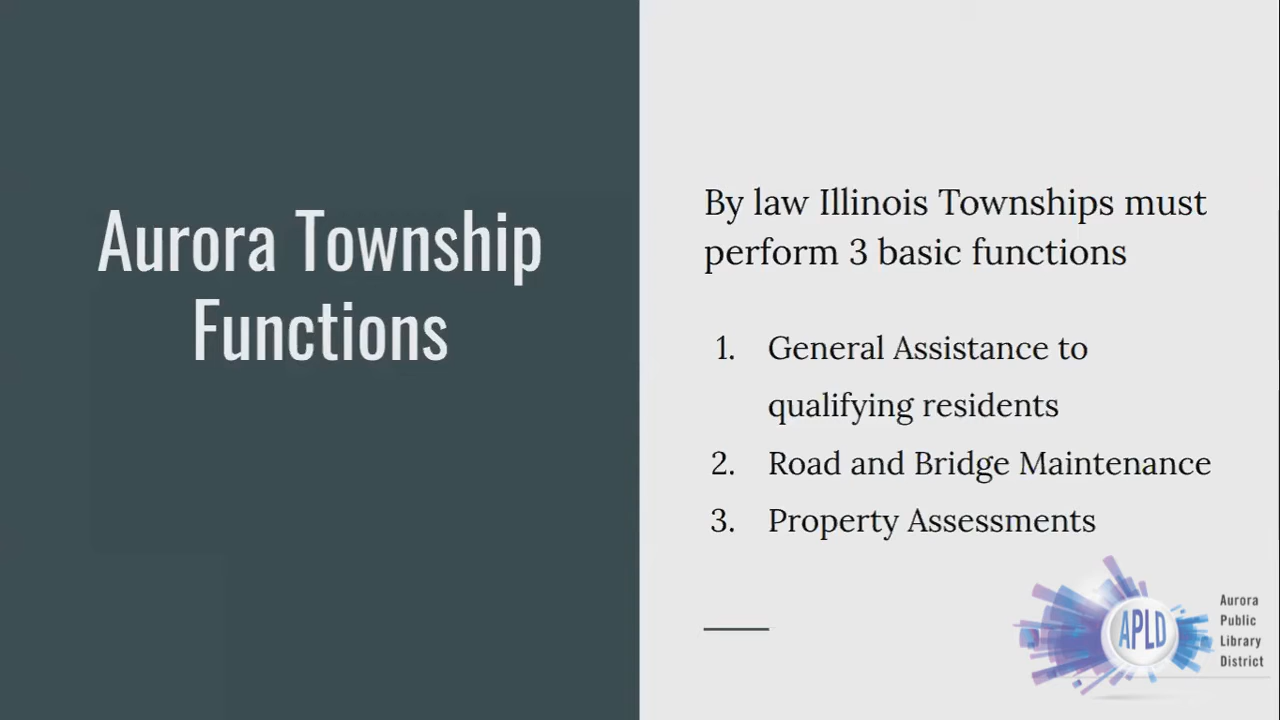 Aurora Township
Functions
By law Illinois Townships must
perform 3 basic functions
1. General Assistance to
qualifying residents
2. Road and Bridge Maintenance
3. Property Assessments
APLD
Aurora
Public
Library
District